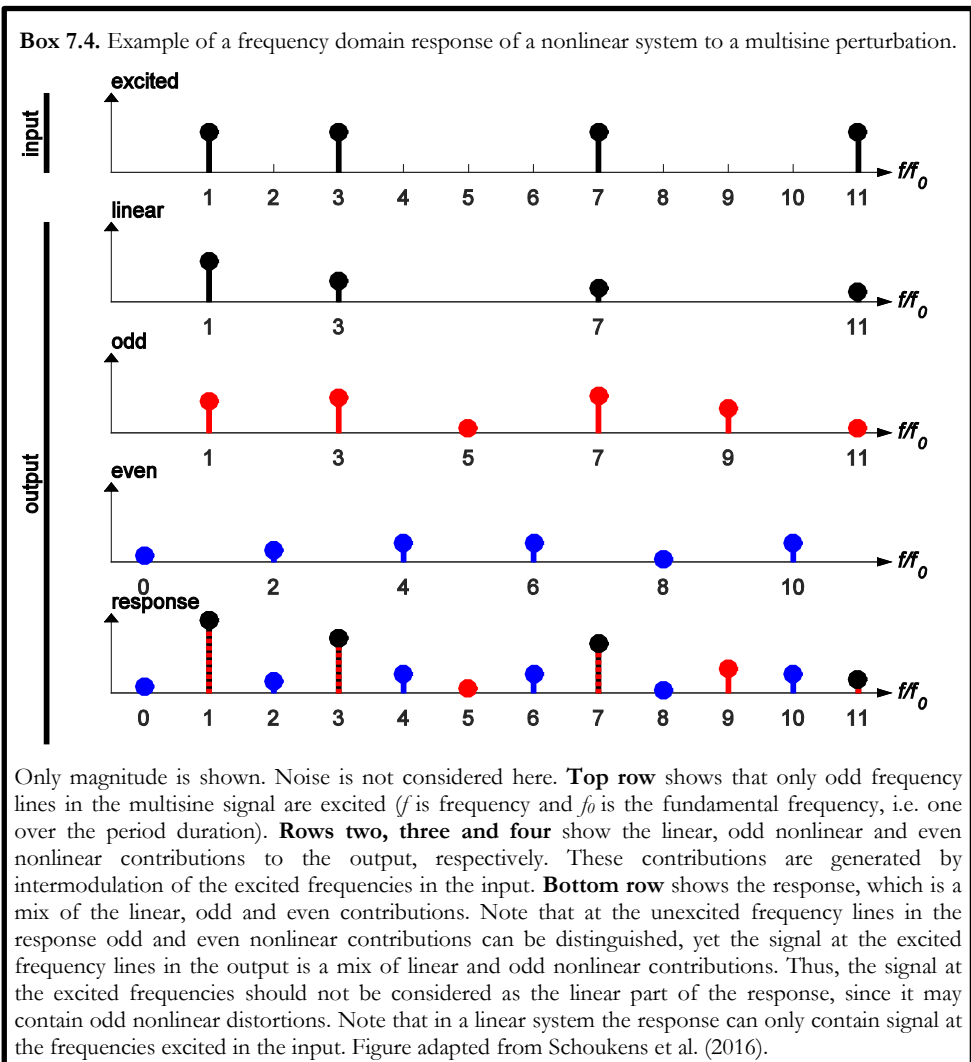 Box 7.4. Example of a frequency domain response of a nonlinear system to a multisine perturbation.
input
excited
1 2 3 4 5 6 7 8 9 10 11 f/f0
output
linear
1 3 7 11 f/f0
odd
1 3 5 7 9 11 f/f0
even
0 2 4 6 8 10 f/f0
response
0 1 2 3 4 5 6 7 8 9 10 11 f/f0
Only magnitude is shown. Noise is not considered here. Top row shows that only odd frequency
lines in the multisine signal are excited (f is frequency and f0 is the fundamental frequency, i.e. one
over the period duration). Rows two, three and four show the linear, odd nonlinear and even
nonlinear contributions to the output, respectively. These contributions are generated by
intermodulation of the excited frequencies in the input. Bottom row shows the response, which is a
mix of the linear, odd and even contributions. Note that at the unexcited frequency lines in the
response odd and even nonlinear contributions can be distinguished, yet the signal at the excited
frequency lines in the output is a mix of linear and odd nonlinear contributions. Thus, the signal at
the excited frequencies should not be considered as the linear part of the response, since it may
contain odd nonlinear distortions. Note that in a linear system the response can only contain signal at
the frequencies excited in the input. Figure adapted from Schoukens et al. (2016).